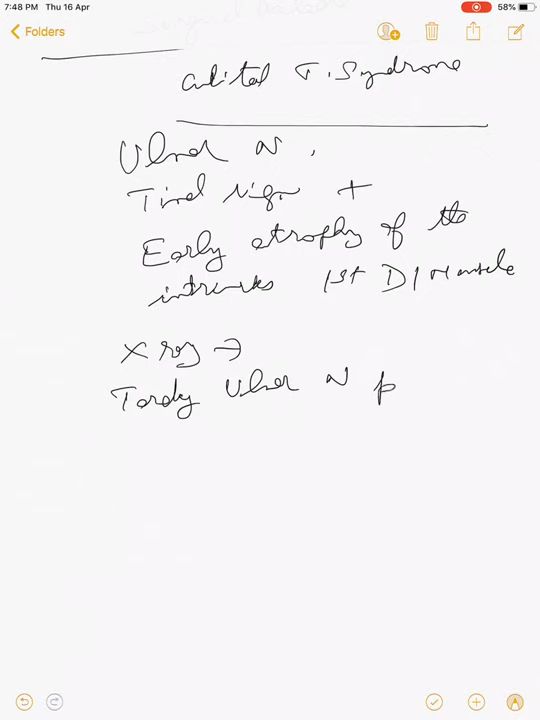 7:48 PM Thu 16 Apr 58%
Folders
cubital T. Syndrome
Ulnar N.
Tinel sign +
Early atrophy of the
intrinsics 1st DI Muscle
X ray →
Tardy Ulnar N p